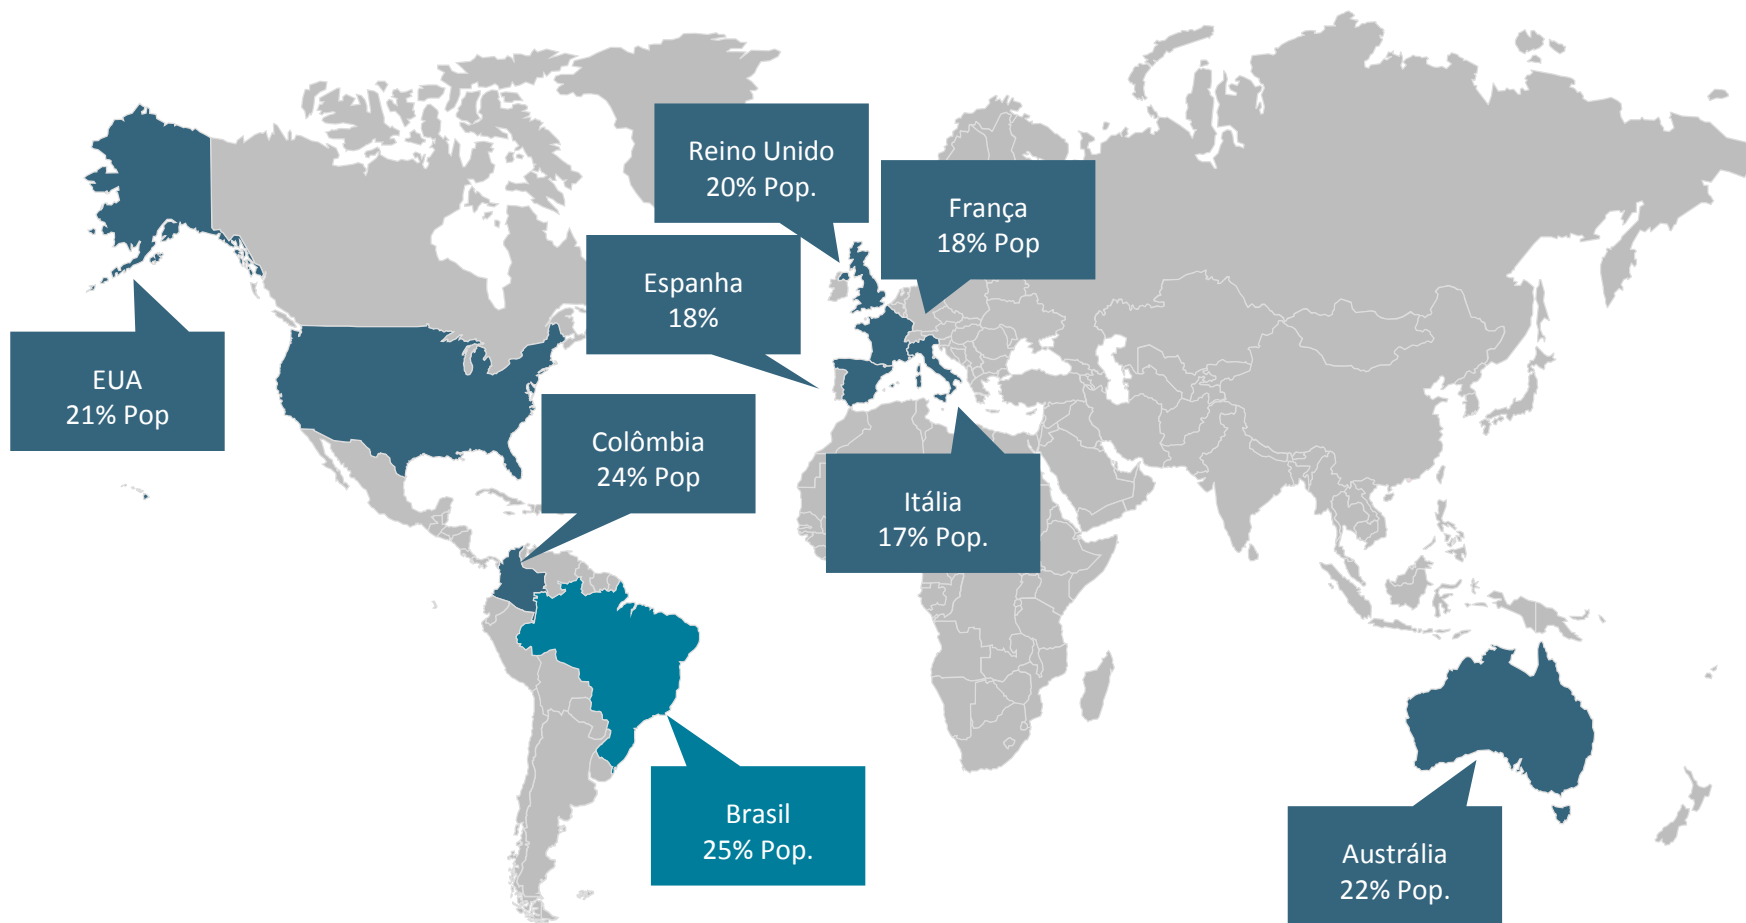 Reino Unido
20% Pop.
França
18% Pop
Espanha
18%
EUA
21% Pop
Colômbia
24% Pop
Itália
17% Pop.
Brasil
25% Pop.
Austrália
22% Pop.